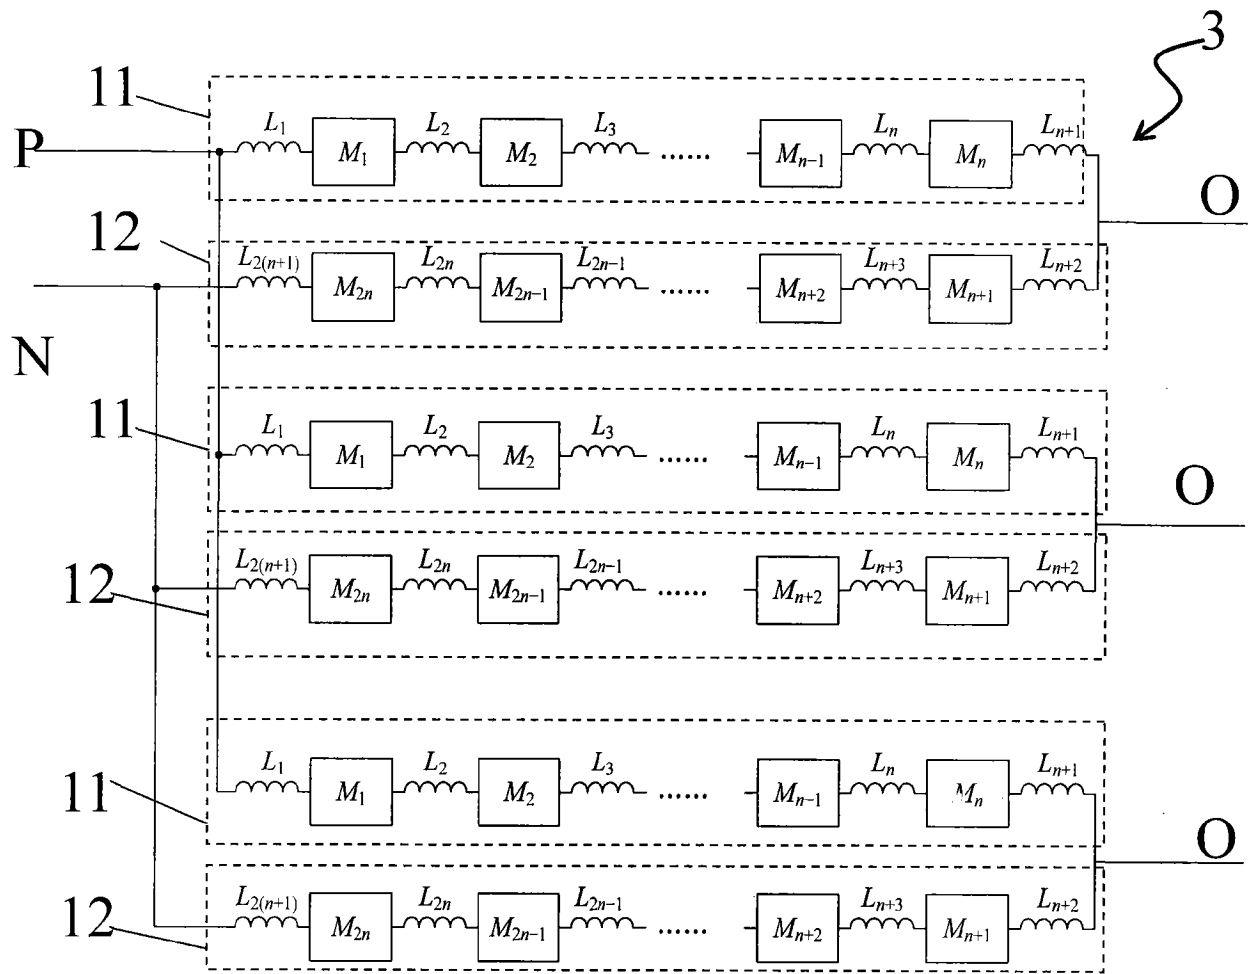 3
11
L₁ L₂ L₃ Lₙ Lₙ₊₁
P M₁ M₂ ...... Mₙ₋₁ Mₙ
O
12
L₂₍ₙ₊₁₎ L₂ₙ L₂ₙ₋₁ Lₙ₊₃ Lₙ₊₂
M₂ₙ M₂ₙ₋₁ ...... Mₙ₊₂ Mₙ₊₁
N
11
L₁ L₂ L₃ Lₙ Lₙ₊₁
M₁ M₂ ...... Mₙ₋₁ Mₙ
O
12
L₂₍ₙ₊₁₎ L₂ₙ L₂ₙ₋₁ Lₙ₊₃ Lₙ₊₂
M₂ₙ M₂ₙ₋₁ ...... Mₙ₊₂ Mₙ₊₁
L₁ L₂ L₃ Lₙ Lₙ₊₁
11
M₁ M₂ ...... Mₙ₋₁ Mₙ
O
L₂₍ₙ₊₁₎ L₂ₙ L₂ₙ₋₁ Lₙ₊₃ Lₙ₊₂
12
M₂ₙ M₂ₙ₋₁ ...... Mₙ₊₂ Mₙ₊₁